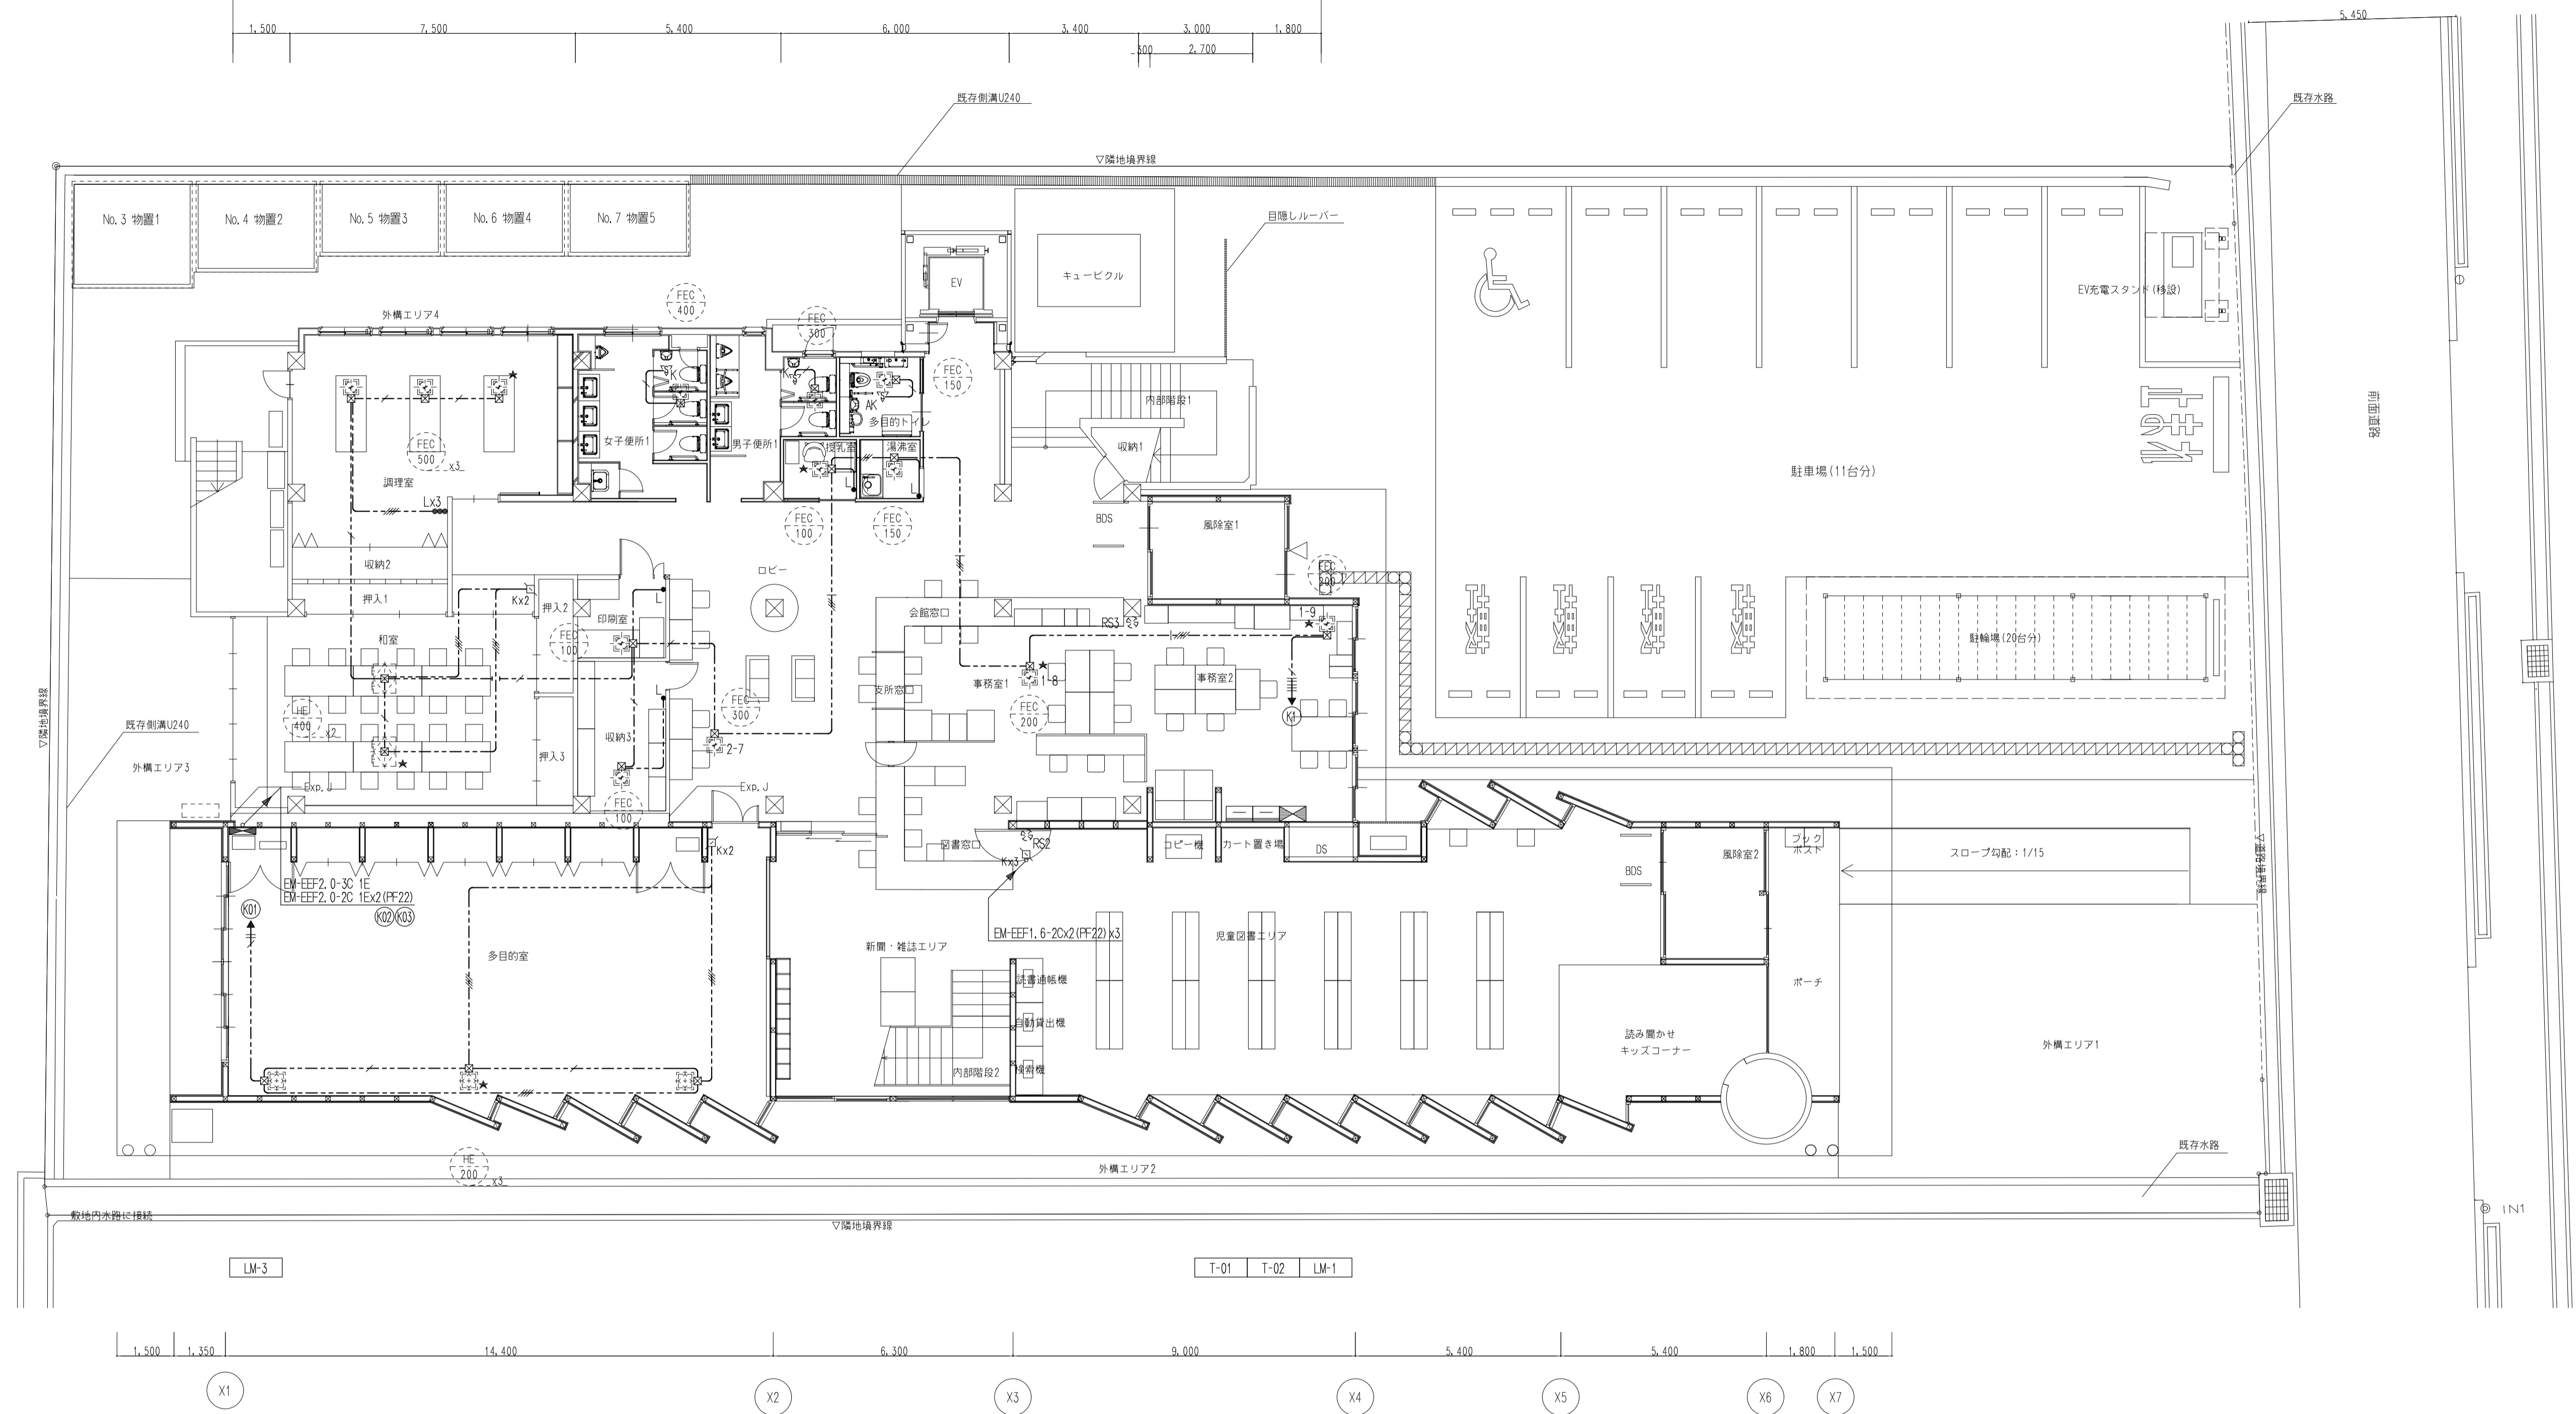 5,450
1,500 7,500 5,400 6,000 3,400 3,000 1,800
300 2,700
既存側溝U240
既存水路
▽隣地境界線
No.3 物置1
No.4 物置2
No.5 物置3
No.6 物置4
No.7 物置5
目隠しルーバー
EV
キュービクル
EV充電スタンド(移設)
外構エリア4
FEC
400
FEC
300
FEC
150
K
K
AK
多目的トイレ
内部階段1
収納1
女子便所1
男子便所1
授乳室
湯沸室
L
L
FEC
500
x3
調理室
Lx3
止まれ
前面道路
駐車場(11台分)
FEC
100
FEC
150
BDS
風除室1
FEC
300
収納2
押入1
Kx2
押入2
ロビー
印刷室
L
会館窓口
RS3
1-9
和室
FEC
100
駐輪場(20台分)
L
支所窓口
事務室1
1-8
事務室2
FEC
200
K1
HE
400
x2
FEC
300
2-7
収納3
押入3
▽隣地境界線
既存側溝U240
外構エリア3
Exp.J
Exp.J
FEC
100
図書窓口
RS2
Kx3
コピー機
カート置き場
DS
Kx2
EM-EEF2.0-3C 1E
EM-EEF2.0-2C 1Ex2(PF22)
K02 K03
K01
BDS
風除室2
ブック
ポスト
スロープ勾配:1/15
▽道路境界線
EM-EEF1.6-2Cx2(PF22)x3
多目的室
新聞・雑誌エリア
児童図書エリア
読書通帳機
自動貸出機
検索機
内部階段2
ポーチ
読み聞かせ
キッズコーナー
外構エリア1
HE
200
x3
外構エリア2
既存水路
敷地内水路に接続
▽隣地境界線
IN1
LM-3
T-01 T-02 LM-1
1,500 1,350 14,400 6,300 9,000 5,400 5,400 1,800 1,500
X1 X2 X3 X4 X5 X6 X7